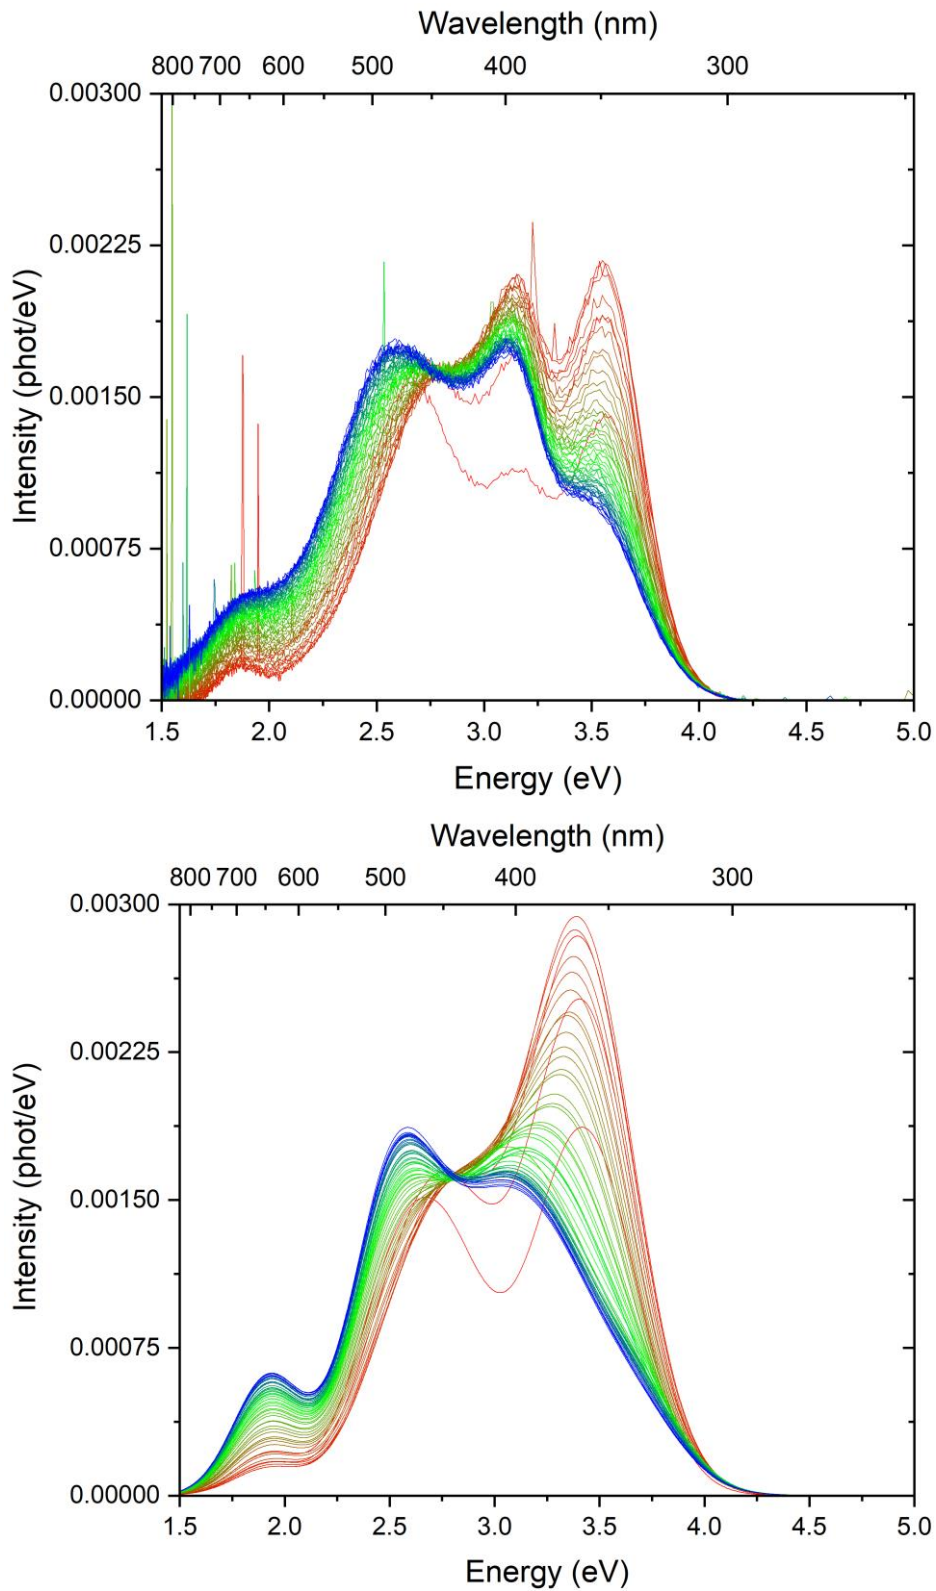 Wavelength (nm)
800 700 600 500 400 300
0.00300
0.00225
0.00150
0.00075
0.00000
Intensity (phot/eV)
1.5 2.0 2.5 3.0 3.5 4.0 4.5 5.0
Energy (eV)
Wavelength (nm)
800 700 600 500 400 300
0.00300
0.00225
0.00150
0.00075
0.00000
Intensity (phot/eV)
1.5 2.0 2.5 3.0 3.5 4.0 4.5 5.0
Energy (eV)